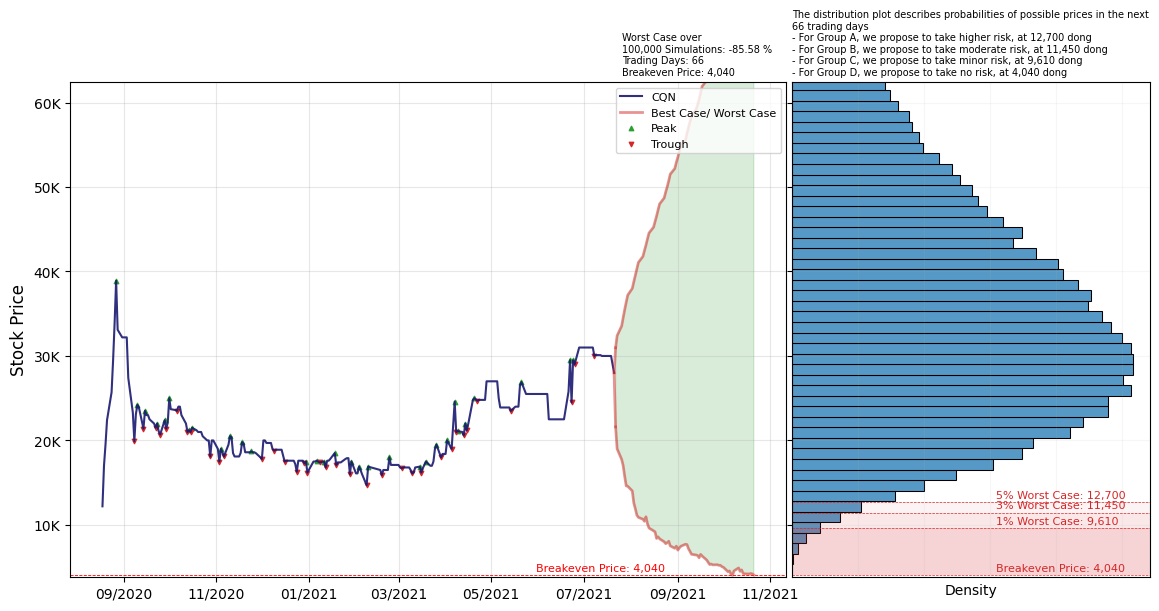 The distribution plot describes probabilities of possible prices in the next
66 trading days
- For Group A, we propose to take higher risk, at 12,700 dong
- For Group B, we propose to take moderate risk, at 11,450 dong
- For Group C, we propose to take minor risk, at 9,610 dong
- For Group D, we propose to take no risk, at 4,040 dong
Worst Case over
100,000 Simulations: -85.58 %
Trading Days: 66
Breakeven Price: 4,040
CQN
Best Case/ Worst Case
Peak
Trough
Stock Price
60K
50K
40K
30K
20K
10K
5% Worst Case: 12,700
3% Worst Case: 11,450
1% Worst Case: 9,610
Breakeven Price: 4,040
Breakeven Price: 4,040
09/2020
11/2020
01/2021
03/2021
05/2021
07/2021
09/2021
11/2021
Density